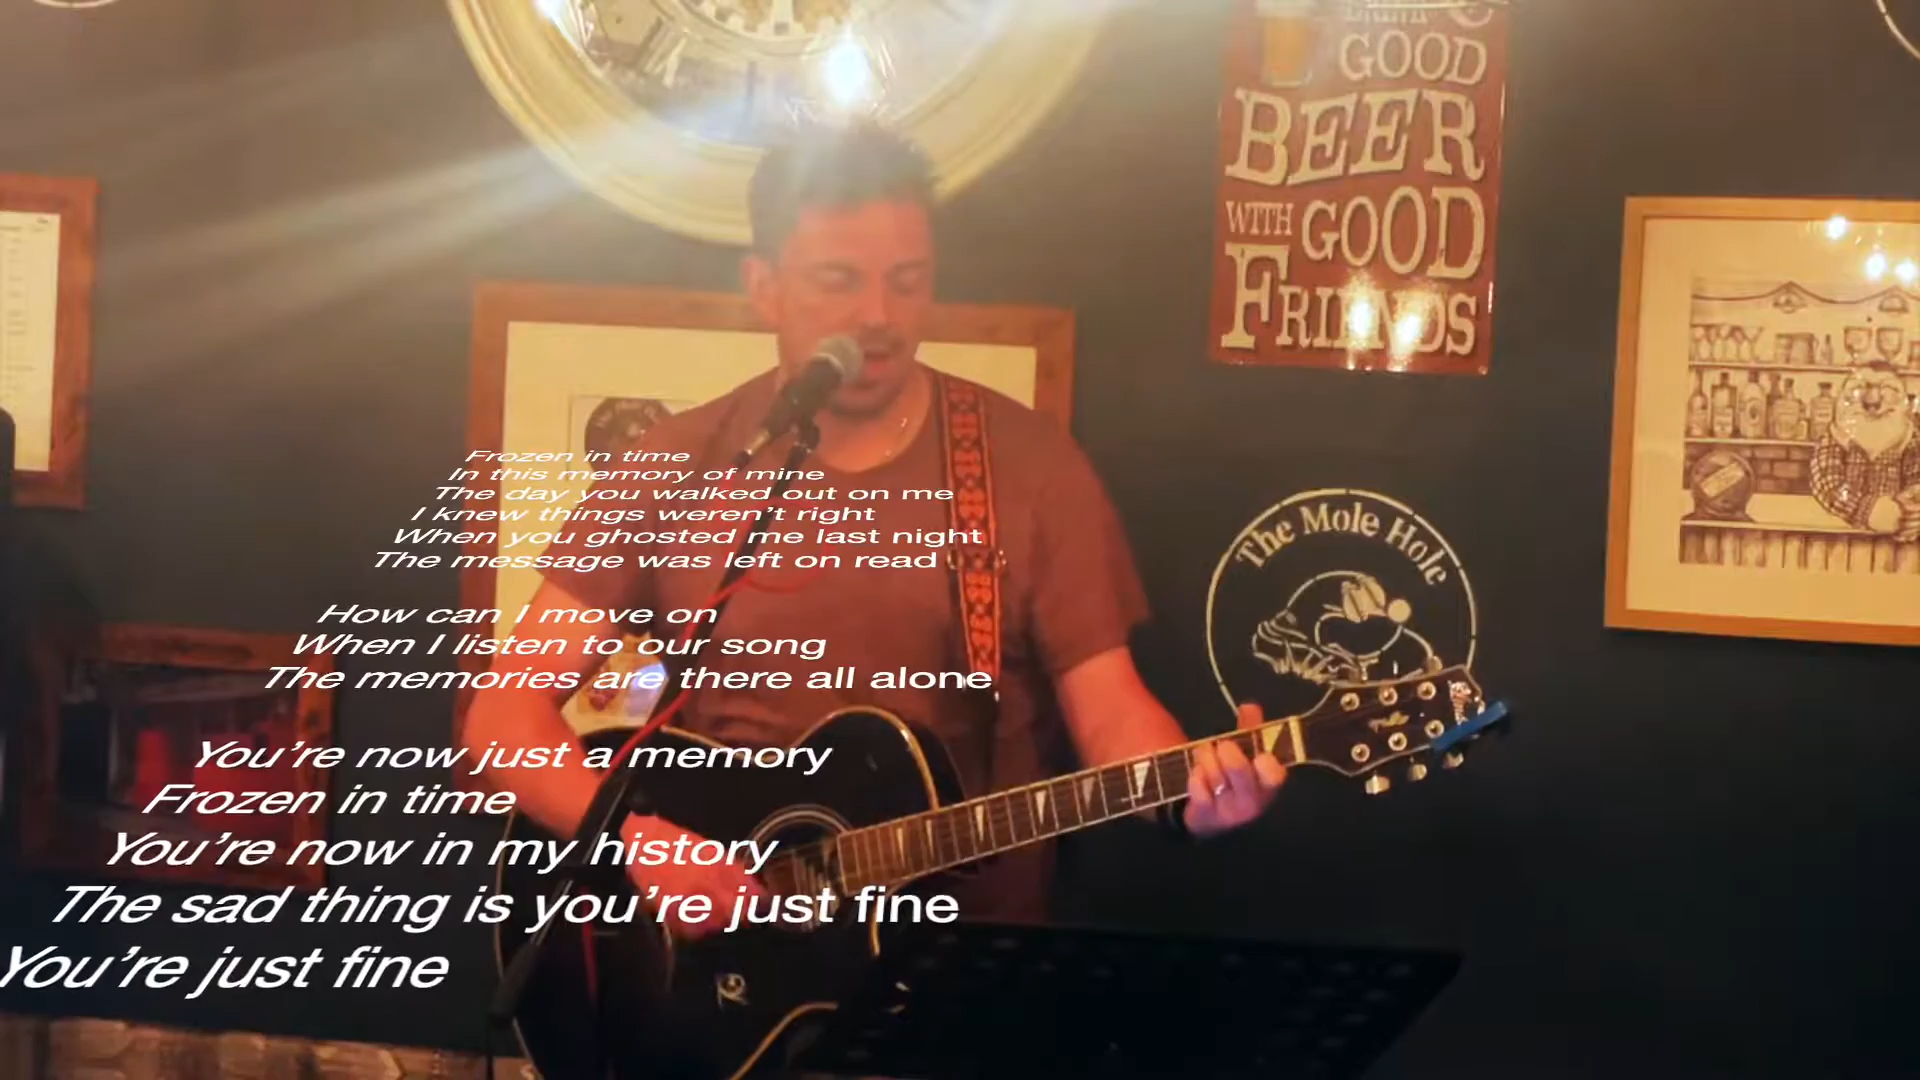 GOOD
BEER
WITH GOOD
FRIENDS
The Mole Hole
Frozen in time
In this memory of mine
The day you walked out on me
I knew things weren't right
When you ghosted me last night
The message was left on read
How can I move on
When I listen to our song
The memories are there all alone
You're now just a memory
Frozen in time
You're now in my history
The sad thing is you're just fine
You're just fine